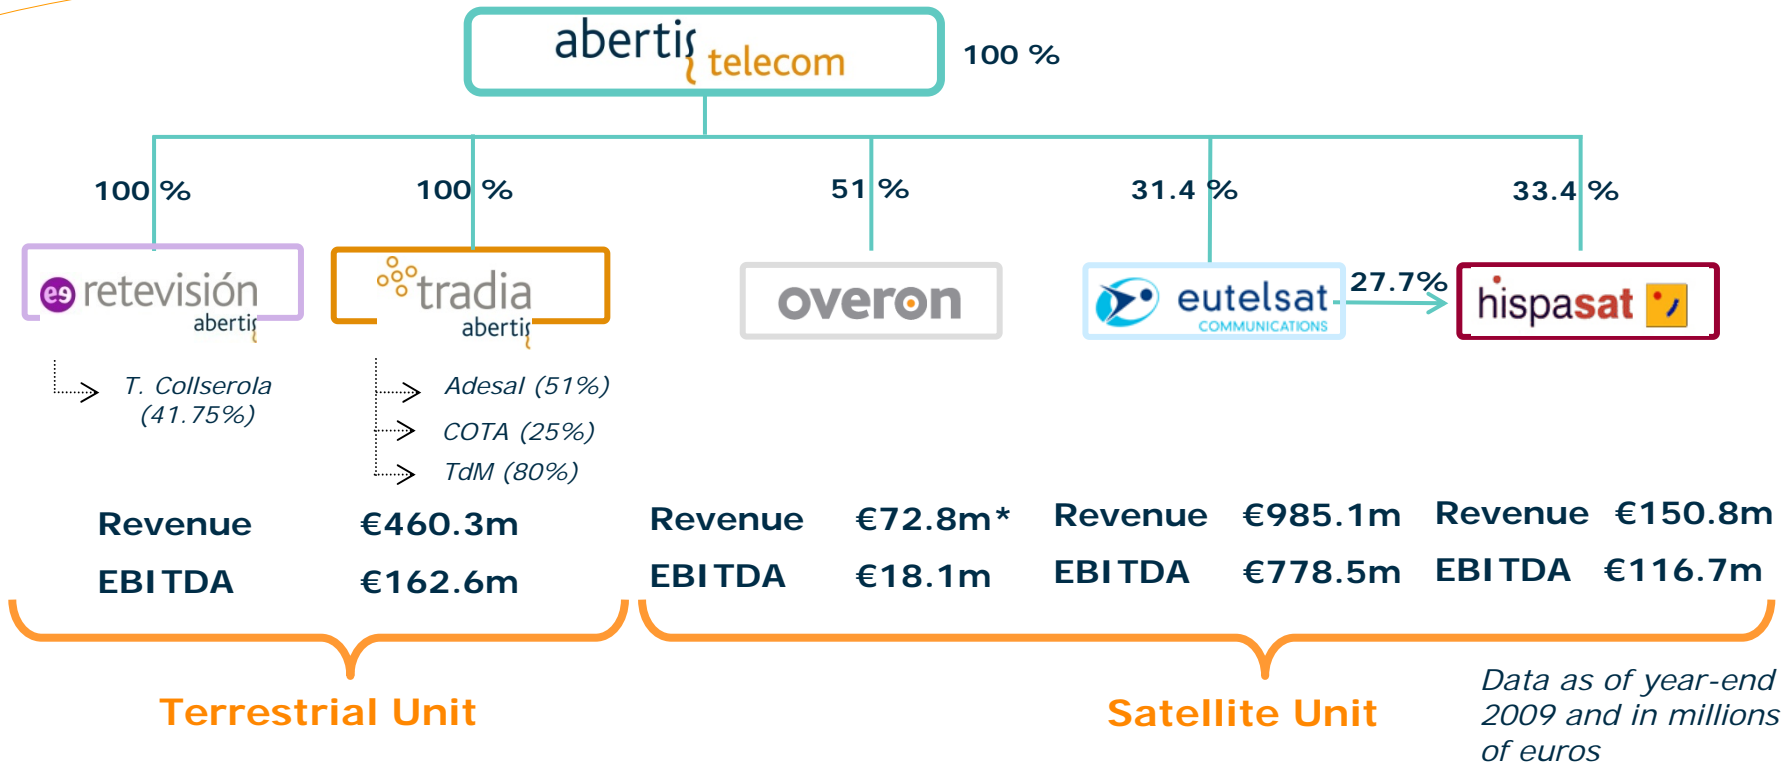 abertis telecom
100 %
100 %
100 %
51 %
31.4 %
33.4 %
retevisión
abertis
tradia
abertis
overon
eutelsat
COMMUNICATIONS
27.7%
hispasat
T. Collserola
(41.75%)
Adesal (51%)
COTA (25%)
TdM (80%)
Revenue €460.3m
EBITDA €162.6m
Revenue €72.8m*
EBITDA €18.1m
Revenue €985.1m
EBITDA €778.5m
Revenue €150.8m
EBITDA €116.7m
Terrestrial Unit
Satellite Unit
Data as of year-end
2009 and in millions
of euros